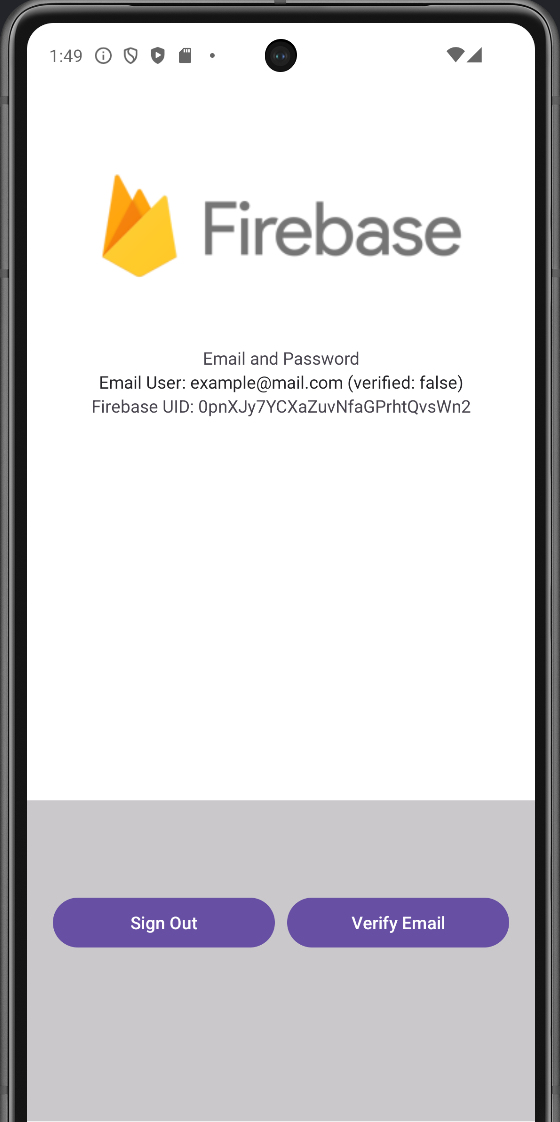 1:49
Firebase
Email and Password
Email User: example@mail.com (verified: false)
Firebase UID: 0pnXJy7YCXaZuvNfaGPrhtQvsWn2
Sign Out
Verify Email